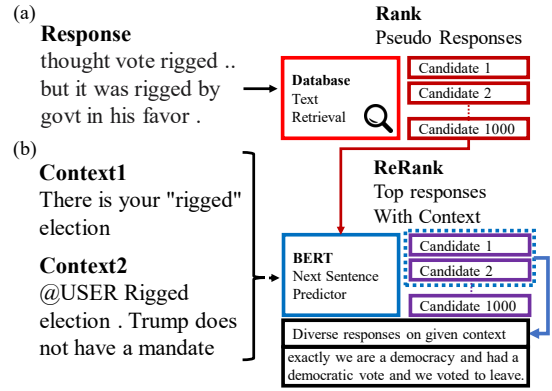 (a)
Response
thought vote rigged ..
but it was rigged by
govt in his favor .
Database
Text
Retrieval
Rank
Pseudo Responses
Candidate 1
Candidate 2
Candidate 1000
(b)
Context1
There is your "rigged"
election
Context2
@USER Rigged
election . Trump does
not have a mandate
ReRank
Top responses
With Context
BERT
Next Sentence
Predictor
Candidate 1
Candidate 2
Candidate 1000
Diverse responses on given context
exactly we are a democracy and had a
democratic vote and we voted to leave.